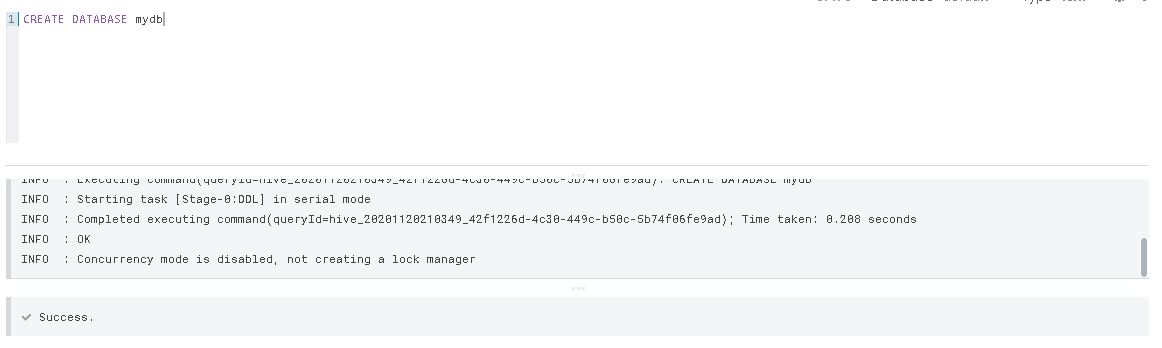 1 CREATE DATABASE mydb
INFO : Executing command(queryId=hive_20201120210349_42f1226d-4c30-449c-b50c-5b74f06fe9ad): CREATE DATABASE mydb
INFO : Starting task [Stage-0:DDL] in serial mode
INFO : Completed executing command(queryId=hive_20201120210349_42f1226d-4c30-449c-b50c-5b74f06fe9ad); Time taken: 0.208 seconds
INFO : OK
INFO : Concurrency mode is disabled, not creating a lock manager
Success.